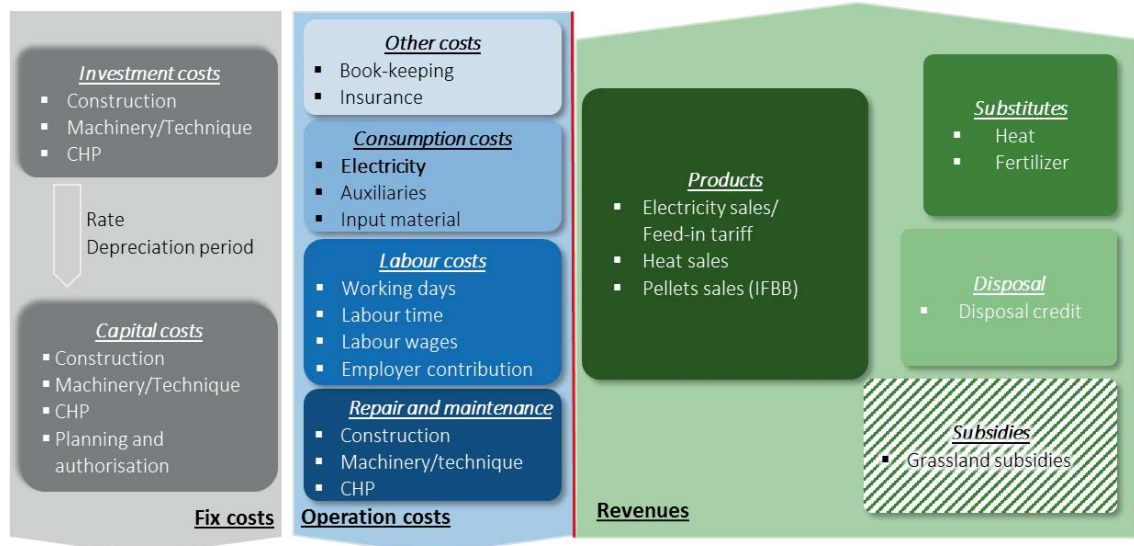 Investment costs
▪ Construction
▪ Machinery/Technique
▪ CHP
Rate
Depreciation period
Capital costs
▪ Construction
▪ Machinery/Technique
▪ CHP
▪ Planning and
authorisation
Fix costs
Other costs
▪ Book-keeping
▪ Insurance
Consumption costs
▪ Electricity
▪ Auxiliaries
▪ Input material
Labour costs
▪ Working days
▪ Labour time
▪ Labour wages
▪ Employer contribution
Repair and maintenance
▪ Construction
▪ Machinery/technique
▪ CHP
Operation costs
Products
▪ Electricity sales/
Feed-in tariff
▪ Heat sales
▪ Pellets sales (IFBB)
Substitutes
▪ Heat
▪ Fertilizer
Disposal
▪ Disposal credit
Subsidies
▪ Grassland subsidies
Revenues